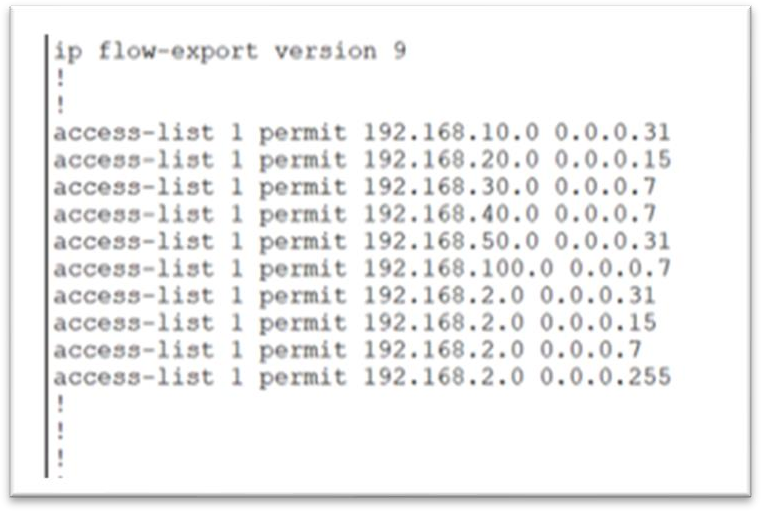 ip flow-export version 9
!
!
access-list 1 permit 192.168.10.0 0.0.0.31
access-list 1 permit 192.168.20.0 0.0.0.15
access-list 1 permit 192.168.30.0 0.0.0.7
access-list 1 permit 192.168.40.0 0.0.0.7
access-list 1 permit 192.168.50.0 0.0.0.31
access-list 1 permit 192.168.100.0 0.0.0.7
access-list 1 permit 192.168.2.0 0.0.0.31
access-list 1 permit 192.168.2.0 0.0.0.15
access-list 1 permit 192.168.2.0 0.0.0.7
access-list 1 permit 192.168.2.0 0.0.0.255
!
!
!